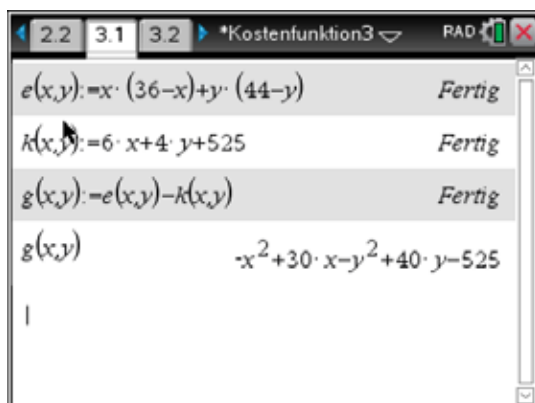 2.2 3.1 3.2 *Kostenfunktion3 RAD
e(x,y):=x·(36−x)+y·(44−y) Fertig
k(x,y):=6·x+4·y+525 Fertig
g(x,y):=e(x,y)−k(x,y) Fertig
g(x,y) -x²+30·x−y²+40·y−525